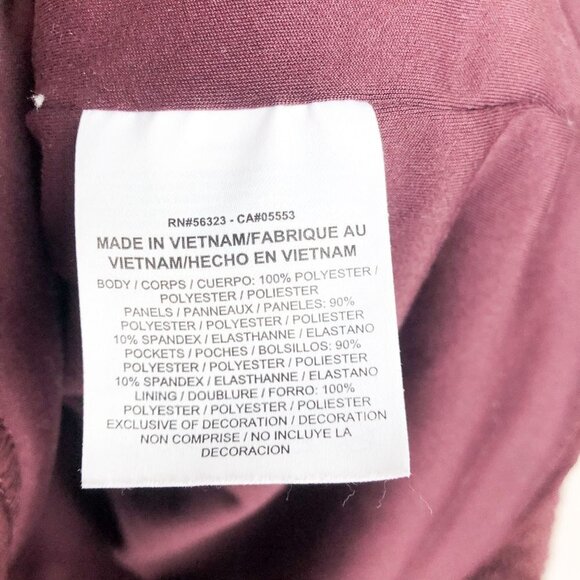 RN#56323 - CA#05553
MADE IN VIETNAM/FABRIQUE AU
VIETNAM/HECHO EN VIETNAM
BODY / CORPS / CUERPO: 100% POLYESTER /
POLYESTER / POLIESTER
PANELS / PANNEAUX / PANELES: 90%
POLYESTER / POLYESTER / POLIESTER
10% SPANDEX / ELASTHANNE / ELASTANO
POCKETS / POCHES / BOLSILLOS: 90%
POLYESTER / POLYESTER / POLIESTER
10% SPANDEX / ELASTHANNE / ELASTANO
LINING / DOUBLURE / FORRO: 100%
POLYESTER / POLYESTER / POLIESTER
EXCLUSIVE OF DECORATION / DECORATION
NON COMPRISE / NO INCLUYE LA
DECORACION